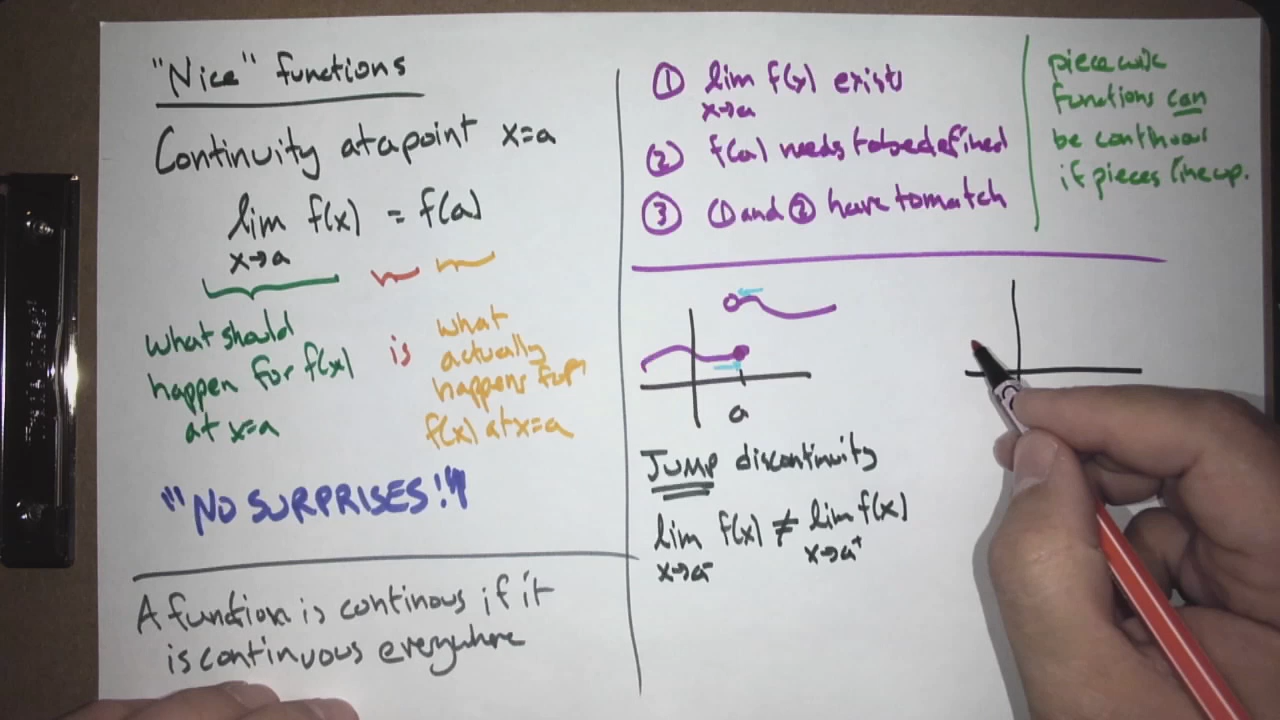 "Nice" functions
Continuity at a point x=a
lim f(x) = f(a)
x→a
what should
happen for f(x)
at x=a
is
what
actually
happens for
f(x) at x=a
"NO SURPRISES!"
A function is continous if it
is continuous everywhere
① lim f(x) exists
x→a
② f(a) needs to be defined
③ ① and ② have to match
piecewise
functions can
be continuous
if pieces line up.
a
JUMP discontinuity
lim f(x) ≠ lim f(x)
x→a⁻ x→a⁺